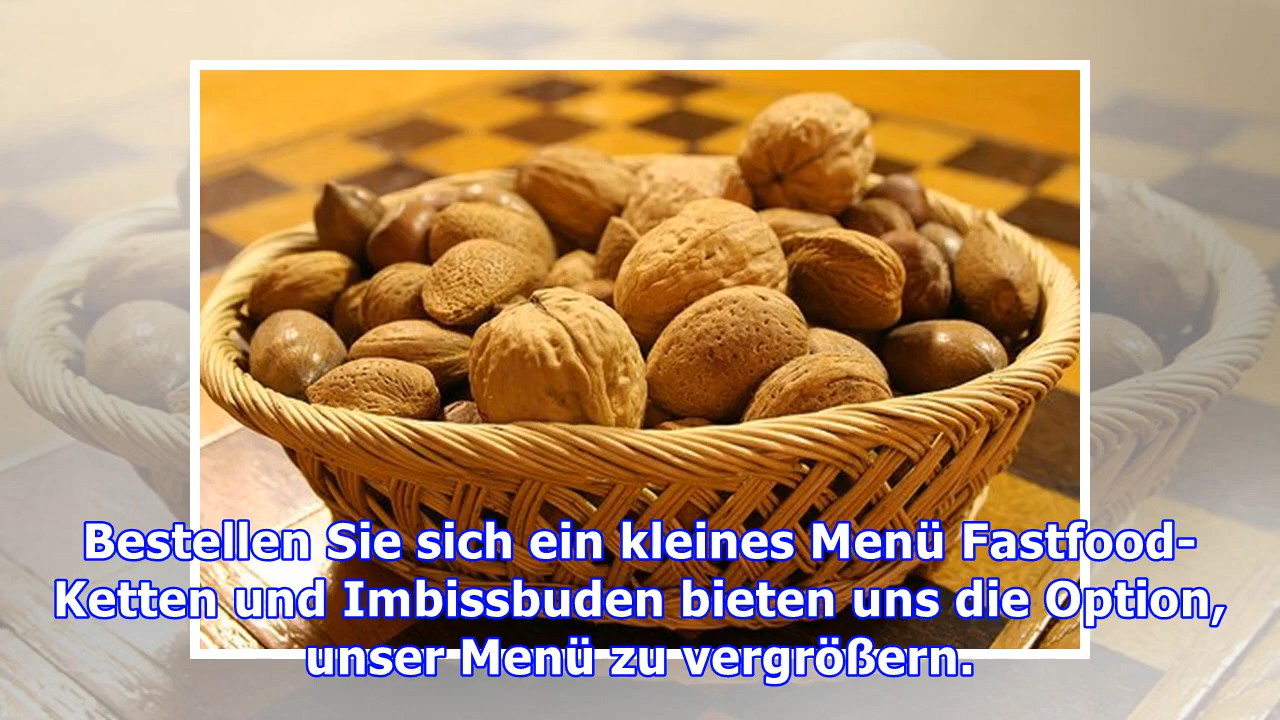 Bestellen Sie sich ein kleines Menü Fastfood-
Ketten und Imbissbuden bieten uns die Option,
unser Menü zu vergrößern.